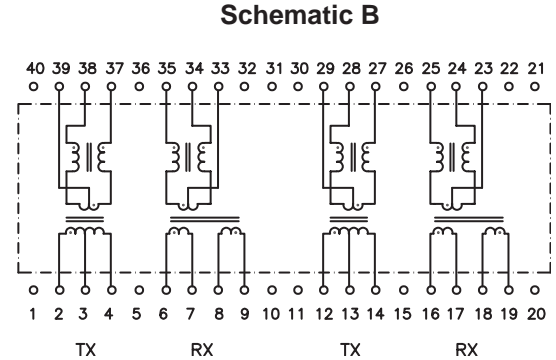 Schematic B
40 39 38 37 36 35 34 33 32 31 30 29 28 27 26 25 24 23 22 21
1 2 3 4 5 6 7 8 9 10 11 12 13 14 15 16 17 18 19 20
TX RX TX RX